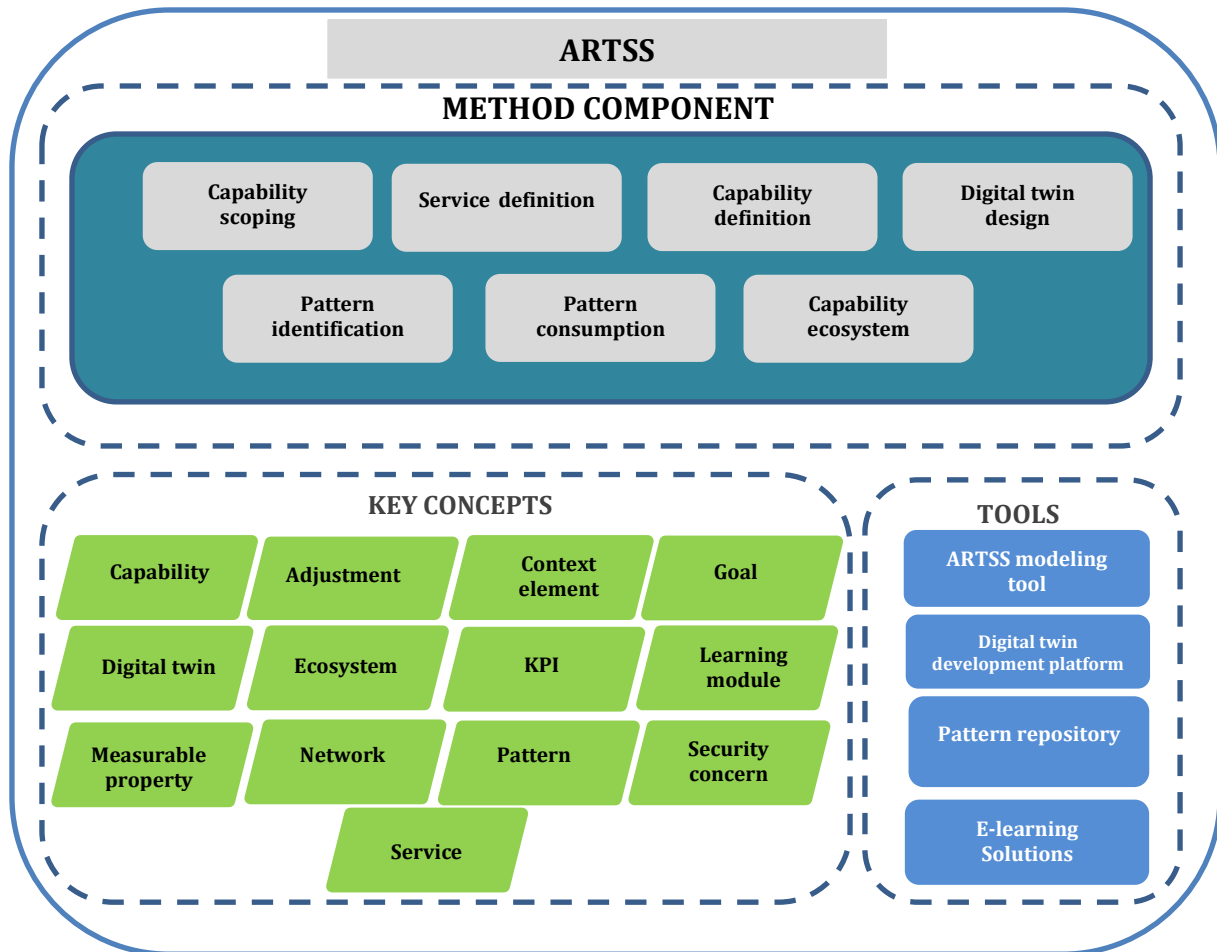 ARTSS
METHOD COMPONENT
Capability
scoping
Service definition
Capability
definition
Digital twin
design
Pattern
identification
Pattern
consumption
Capability
ecosystem
KEY CONCEPTS
Capability
Adjustment
Context
element
Goal
Digital twin
Ecosystem
KPI
Learning
module
Measurable
property
Network
Pattern
Security
concern
Service
TOOLS
ARTSS modeling
tool
Digital twin
development platform
Pattern repository
E-learning
Solutions